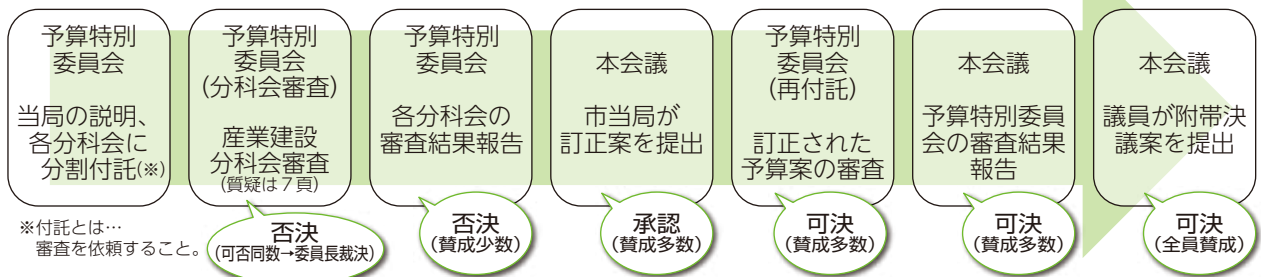 予算特別
委員会
当局の説明、
各分科会に
分割付託(※)
予算特別
委員会
(分科会審査)
産業建設
分科会審査
(質疑は7頁)
否決
(可否同数→委員長裁決)
予算特別
委員会
各分科会の
審査結果報告
否決
(賛成少数)
本会議
市当局が
訂正案を提出
承認
(賛成多数)
予算特別
委員会
(再付託)
訂正された
予算案の審査
可決
(賛成多数)
本会議
予算特別委員
会の審査結果
報告
可決
(賛成多数)
本会議
議員が附帯決
議案を提出
可決
(全員賛成)
※付託とは…
審査を依頼すること。